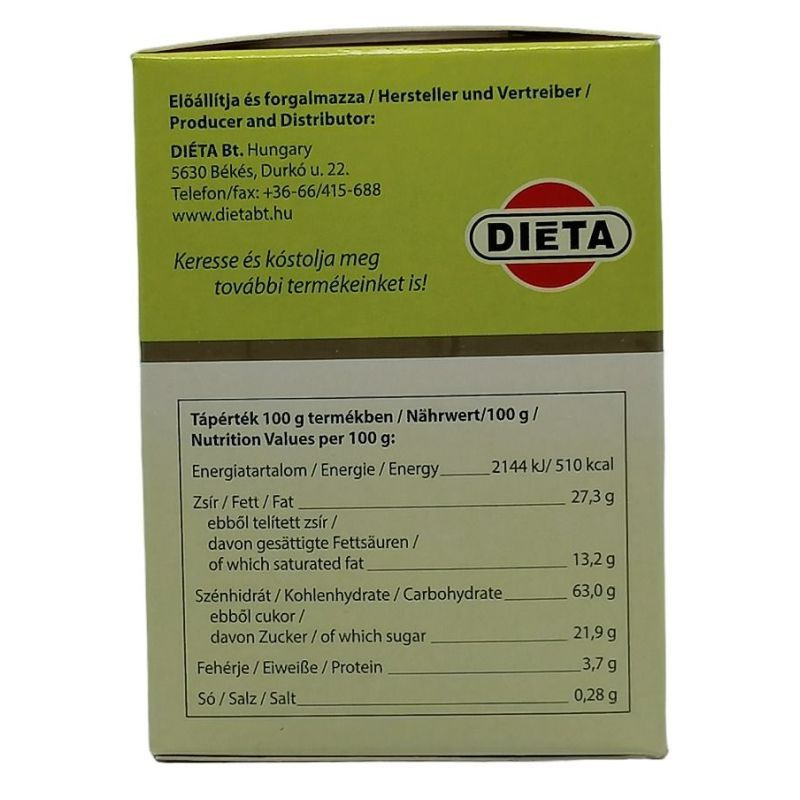 Előállítja és forgalmazza / Hersteller und Vertreiber /
Producer and Distributor:
DIÉTA Bt. Hungary
5630 Békés, Durkó u. 22.
Telefon/fax: +36-66/415-688
www.dietabt.hu
Keresse és kóstolja meg
további termékeinket is!
DIĒTA
Tápérték 100 g termékben / Nährwert/100 g /
Nutrition Values per 100 g:
Energiatartalom / Energie / Energy 2144 kJ/ 510 kcal
Zsír / Fett / Fat 27,3 g
ebből telített zsír /
davon gesättigte Fettsäuren /
of which saturated fat 13,2 g
Szénhidrát / Kohlenhydrate / Carbohydrate 63,0 g
ebből cukor /
davon Zucker / of which sugar 21,9 g
Fehérje / Eiweiße / Protein 3,7 g
Só / Salz / Salt 0,28 g